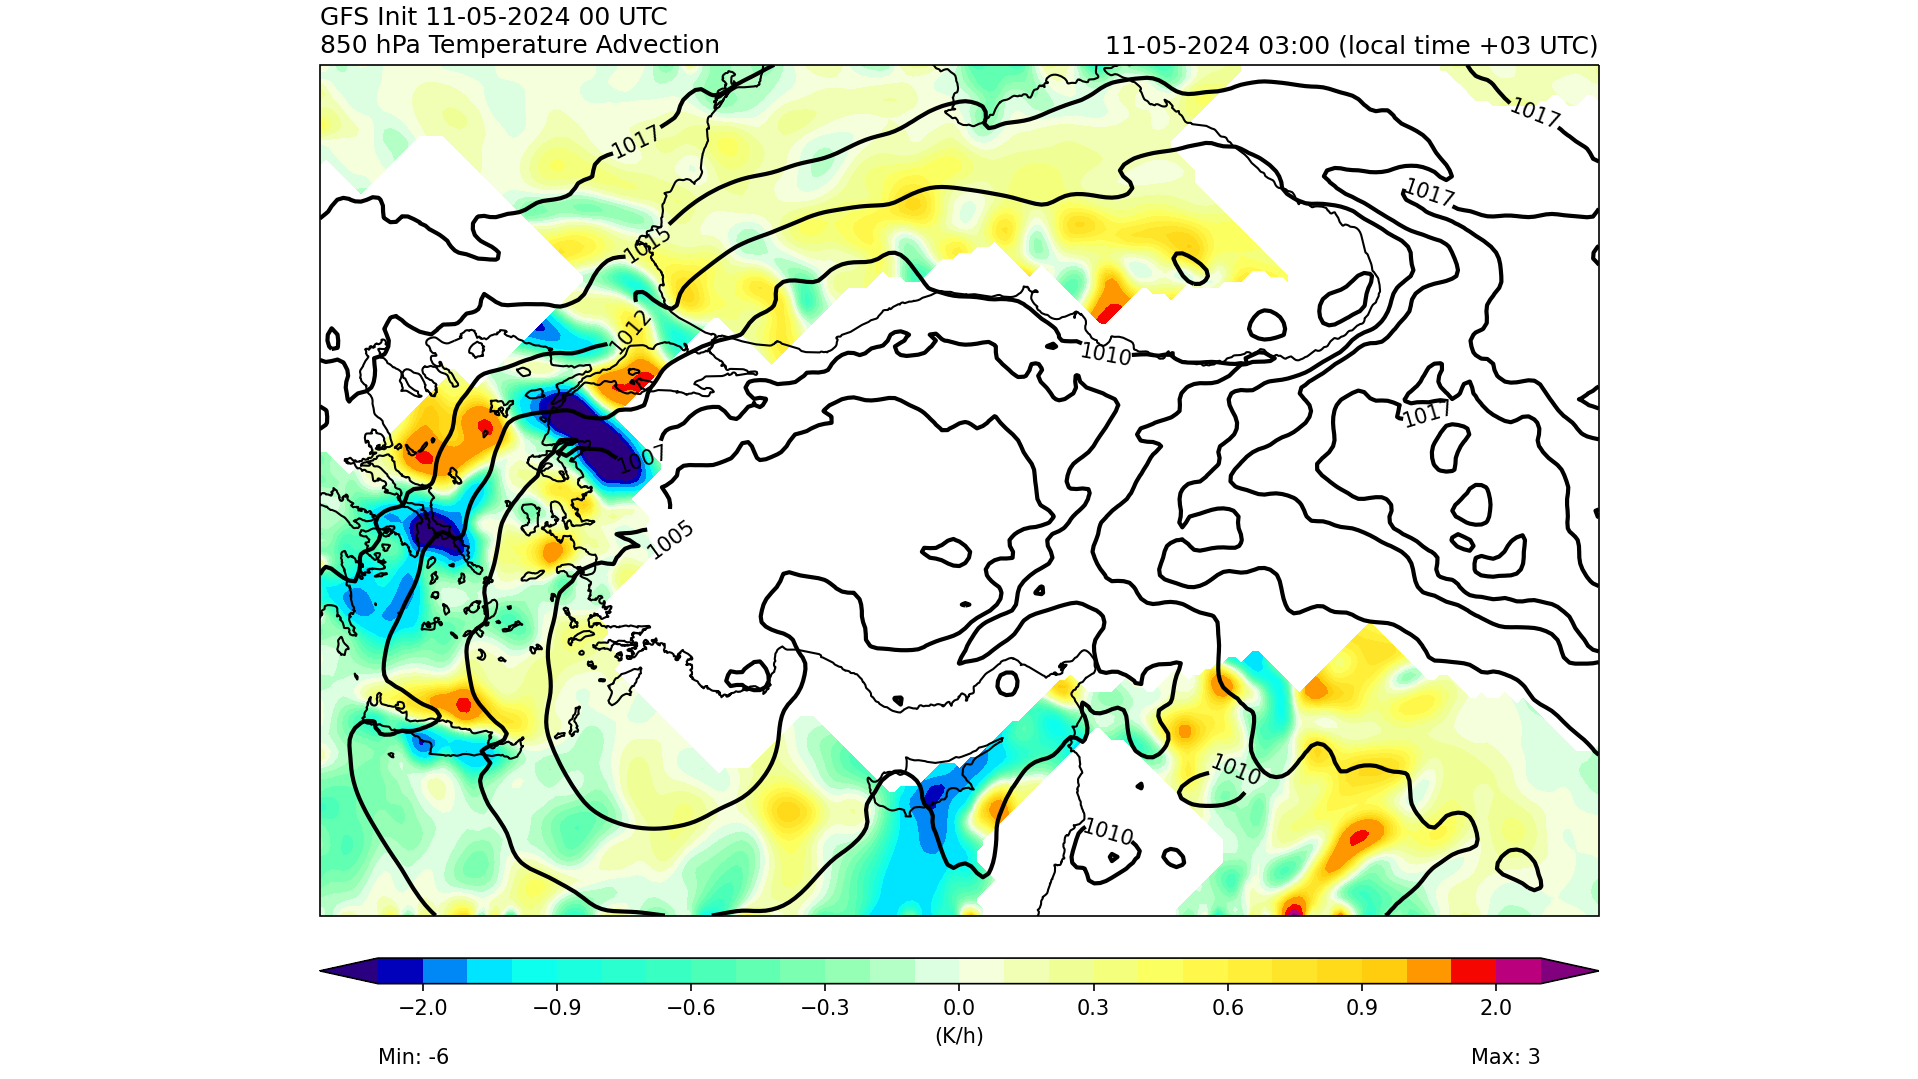 GFS Init 11-05-2024 00 UTC
850 hPa Temperature Advection
11-05-2024 03:00 (local time +03 UTC)
1017
1017
1017
1015
1012
1010
1017
1007
1005
1010
1010
−2.0 −0.9 −0.6 −0.3 0.0 0.3 0.6 0.9 2.0
(K/h)
Min: -6
Max: 3